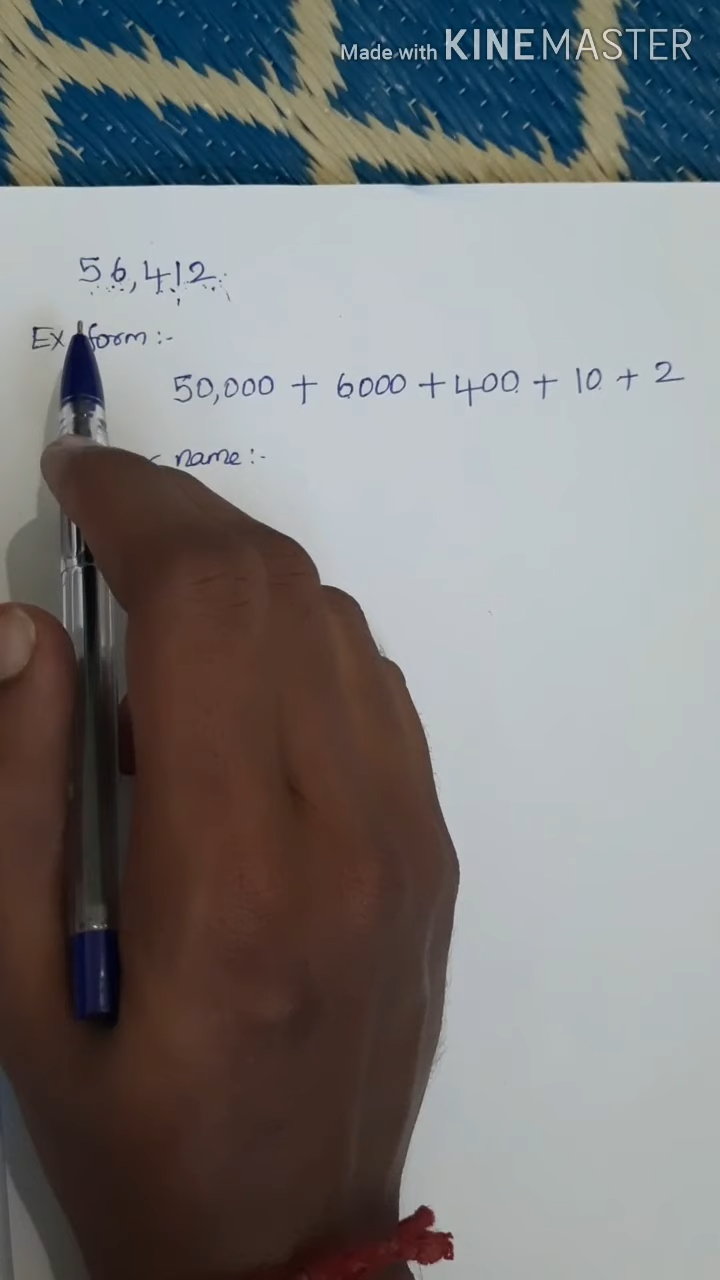 Made with KINEMASTER
56,412
Ex form :-
50,000 + 6000 + 400 + 10 + 2
name :-